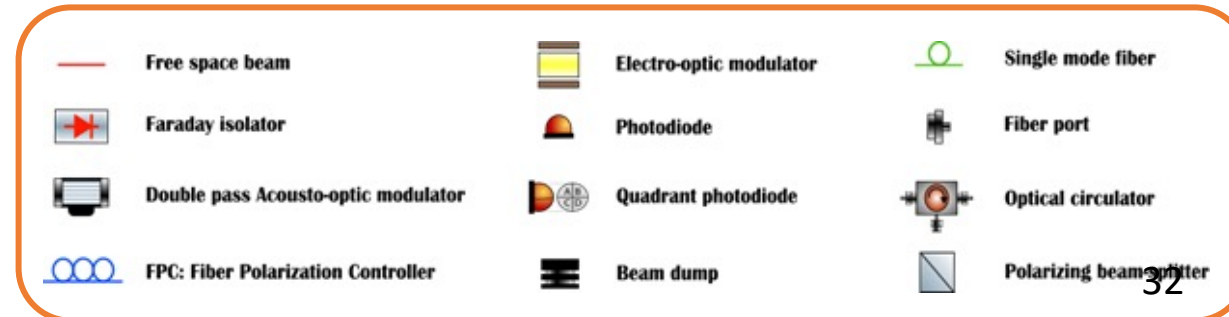 Free space beam
Electro-optic modulator
Single mode fiber
Faraday isolator
Photodiode
Fiber port
Double pass Acousto-optic modulator
A B
C D
Quadrant photodiode
Optical circulator
FPC: Fiber Polarization Controller
Beam dump
Polarizing beam splitter
32